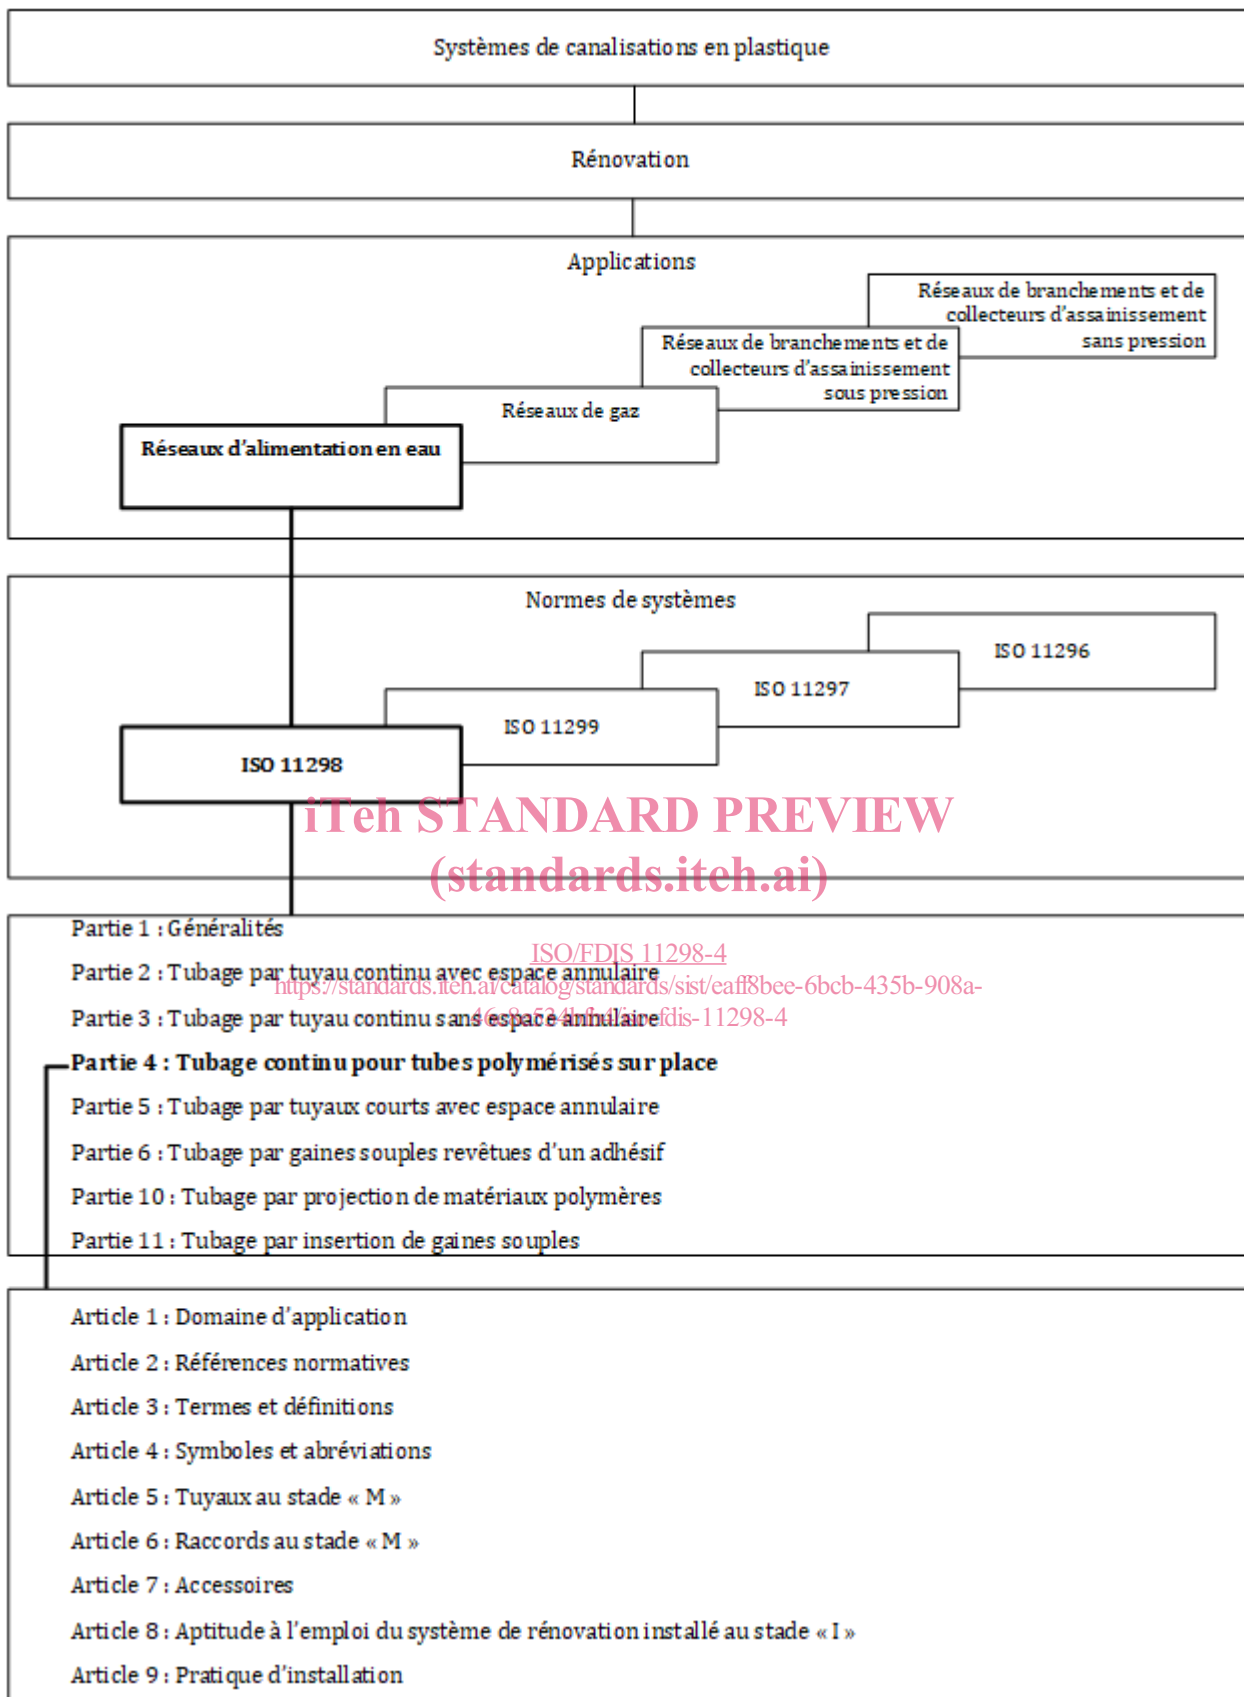 Systèmes de canalisations en plastique
Rénovation
Applications
Réseaux de branchements et de
collecteurs d'assainissement
sans pression
Réseaux de branchements et de
collecteurs d'assainissement
sous pression
Réseaux de gaz
Réseaux d'alimentation en eau
Normes de systèmes
ISO 11296
ISO 11297
ISO 11299
ISO 11298
iTeh STANDARD PREVIEW
(standards.iteh.ai)
Partie 1 : Généralités
ISO/FDIS 11298-4
Partie 2 : Tubage par tuyau continu avec espace annulaire
https://standards.iteh.ai/catalog/standards/sist/eaff8bee-6bcb-435b-908a-
Partie 3 : Tubage par tuyau continu sans espace annulaire
fdis-11298-4
Partie 4 : Tubage continu pour tubes polymérisés sur place
Partie 5 : Tubage par tuyaux courts avec espace annulaire
Partie 6 : Tubage par gaines souples revêtues d'un adhésif
Partie 10 : Tubage par projection de matériaux polymères
Partie 11 : Tubage par insertion de gaines souples
Article 1 : Domaine d'application
Article 2 : Références normatives
Article 3 : Termes et définitions
Article 4 : Symboles et abréviations
Article 5 : Tuyaux au stade « M »
Article 6 : Raccords au stade « M »
Article 7 : Accessoires
Article 8 : Aptitude à l'emploi du système de rénovation installé au stade « I »
Article 9 : Pratique d'installation